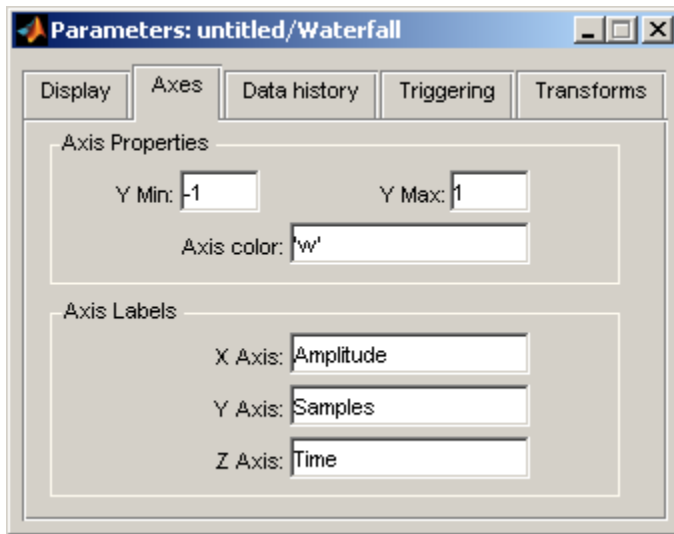 Parameters: untitled/Waterfall
Display Axes Data history Triggering Transforms
Axis Properties
Y Min: -1 Y Max: 1
Axis color: 'w'
Axis Labels
X Axis: Amplitude
Y Axis: Samples
Z Axis: Time